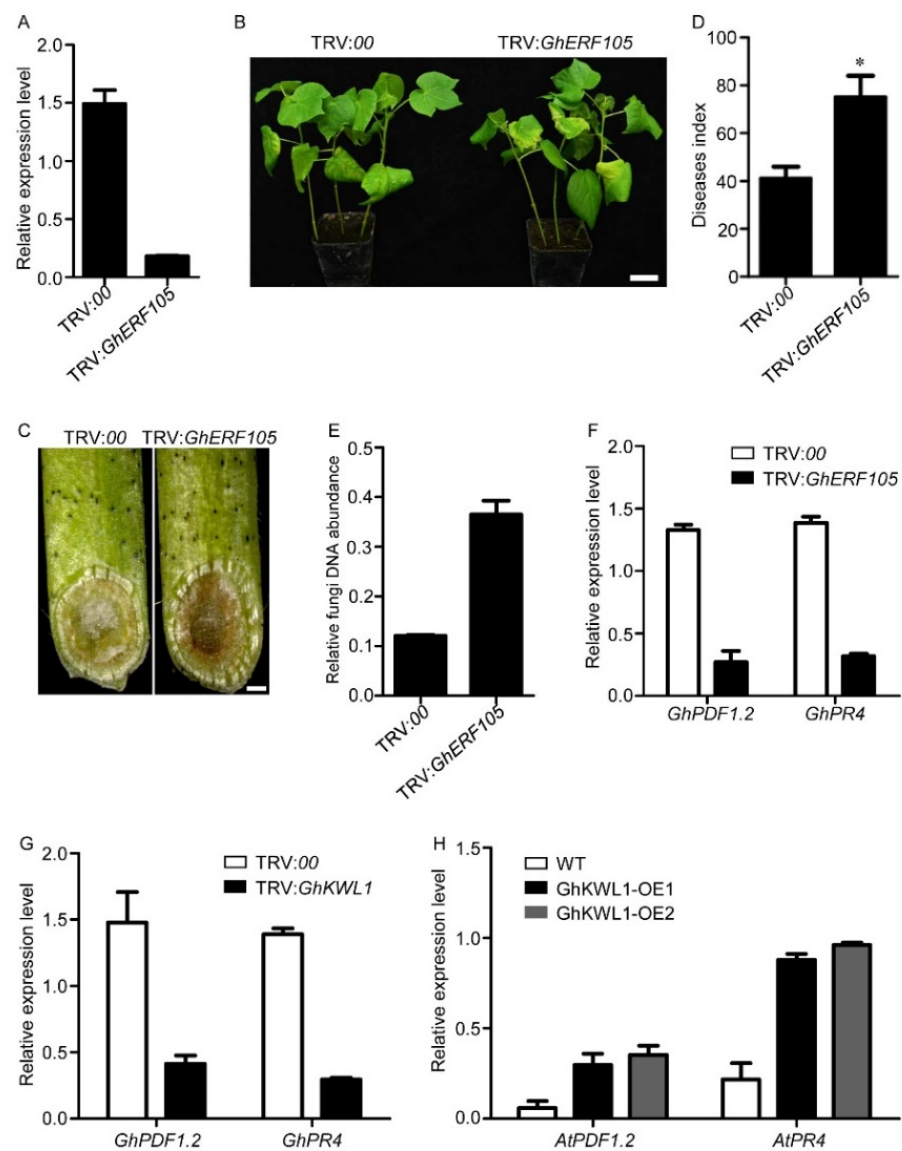 A
Relative expression level
2.0
1.5
1.0
0.5
0.0
TRV:00
TRV:GhERF105
B
TRV:00
TRV:GhERF105
D
Diseases index
100
80
60
40
20
0
*
TRV:00
TRV:GhERF105
C
TRV:00
TRV:GhERF105
E
Relative fungi DNA abundance
0.5
0.4
0.3
0.2
0.1
0.0
TRV:00
TRV:GhERF105
F
Relative expression level
2.0
1.5
1.0
0.5
0.0
TRV:00
TRV:GhERF105
GhPDF1.2
GhPR4
G
Relative expression level
2.0
1.5
1.0
0.5
0.0
TRV:00
TRV:GhKWL1
GhPDF1.2
GhPR4
H
Relative expression level
1.5
1.0
0.5
0.0
WT
GhKWL1-OE1
GhKWL1-OE2
AtPDF1.2
AtPR4